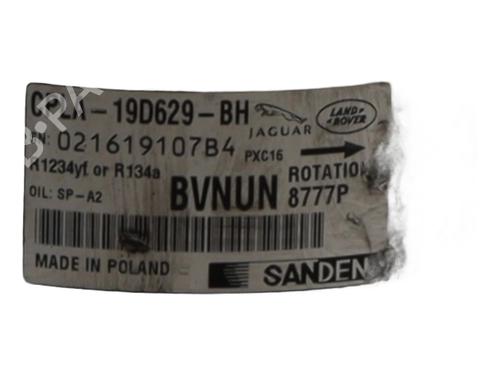 -19D629-BH
JAGUAR
LAND ROVER
021619107B4
PXC16
R1234yf or R134a
ROTATION
OIL: SP-A2
BVNUN
8777P
MADE IN POLAND
SANDEN